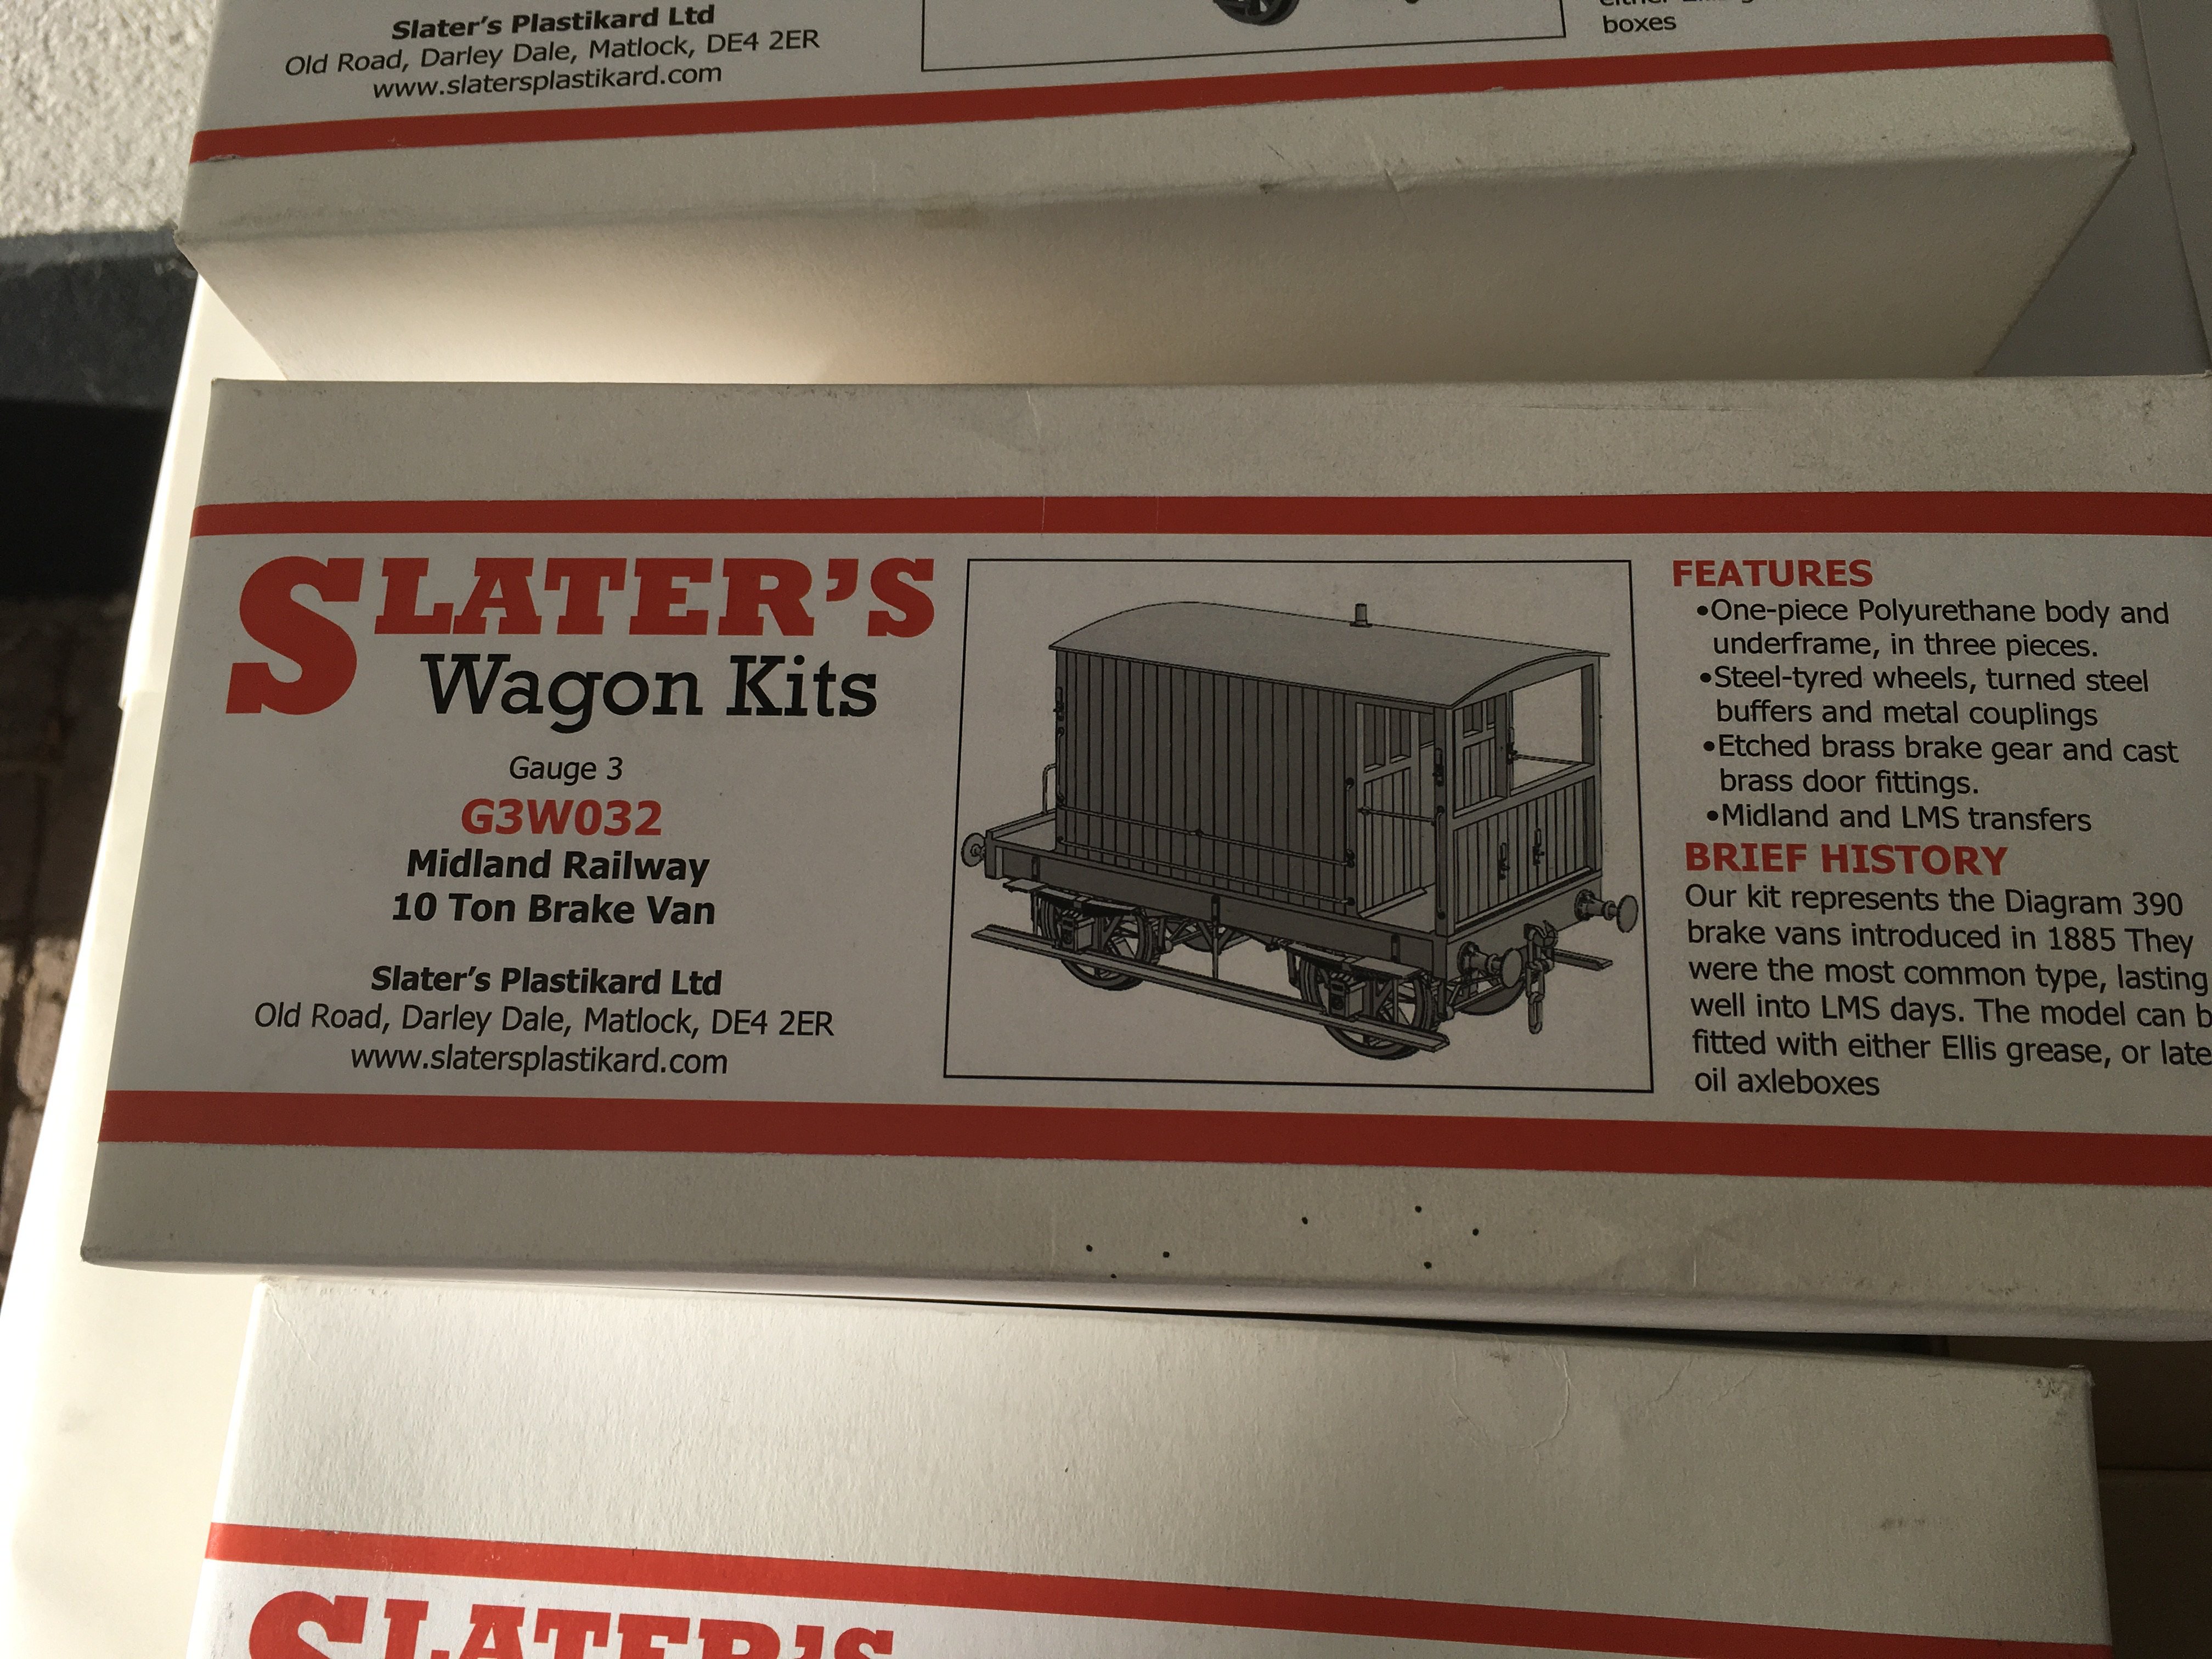 Slater's Plastikard Ltd
Old Road, Darley Dale, Matlock, DE4 2ER
www.slatersplastikard.com
boxes
SLATER'S
Wagon Kits
Gauge 3
G3W032
Midland Railway
10 Ton Brake Van
Slater's Plastikard Ltd
Old Road, Darley Dale, Matlock, DE4 2ER
www.slatersplastikard.com
FEATURES
•One-piece Polyurethane body and
underframe, in three pieces.
•Steel-tyred wheels, turned steel
buffers and metal couplings
•Etched brass brake gear and cast
brass door fittings.
•Midland and LMS transfers
BRIEF HISTORY
Our kit represents the Diagram 390
brake vans introduced in 1885 They
were the most common type, lasting
well into LMS days. The model can b
fitted with either Ellis grease, or late
oil axleboxes
SLATER'S